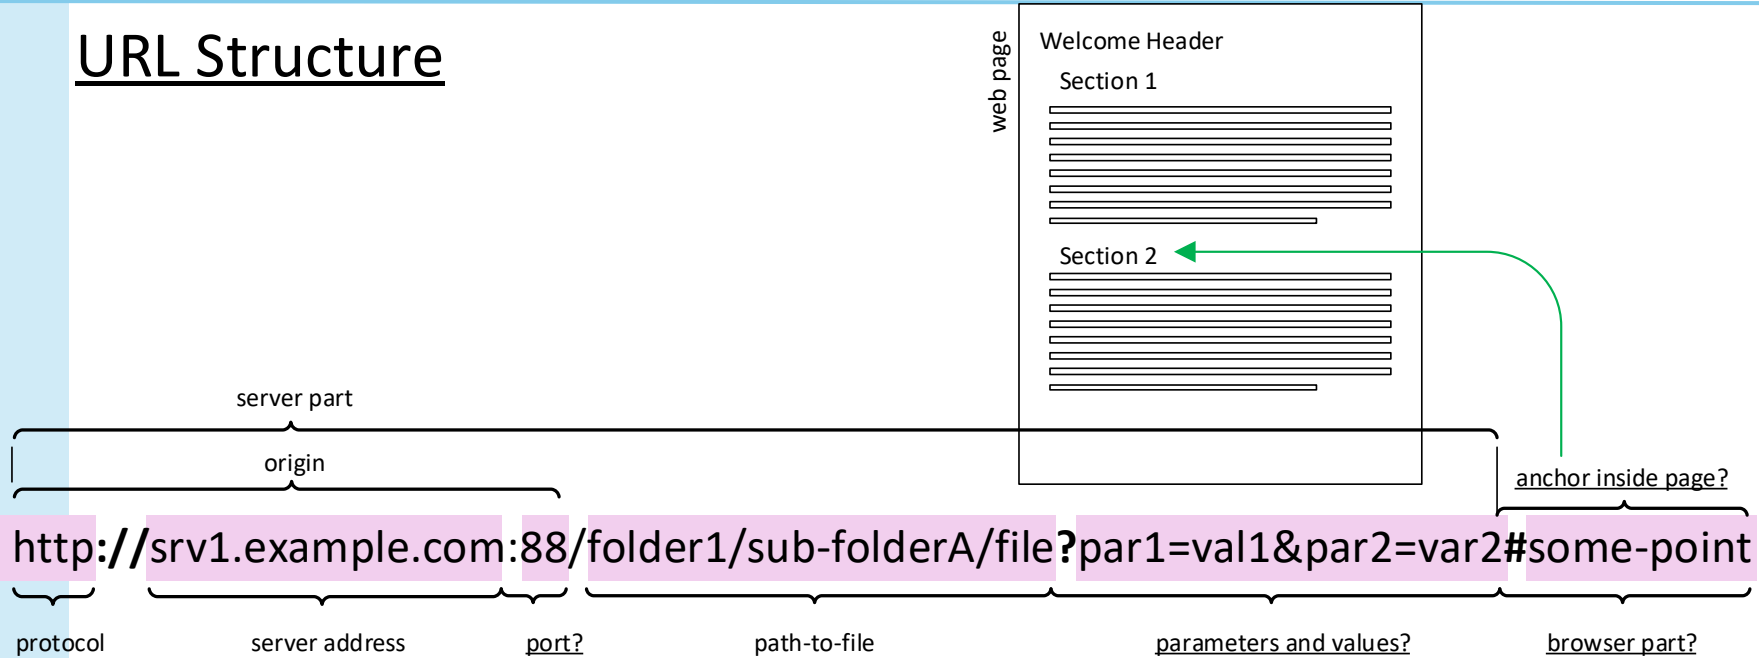 URL Structure
web page
Welcome Header
Section 1
Section 2
server part
origin
anchor inside page?
http://srv1.example.com:88/folder1/sub-folderA/file?par1=val1&par2=var2#some-point
protocol
server address
port?
path-to-file
parameters and values?
browser part?